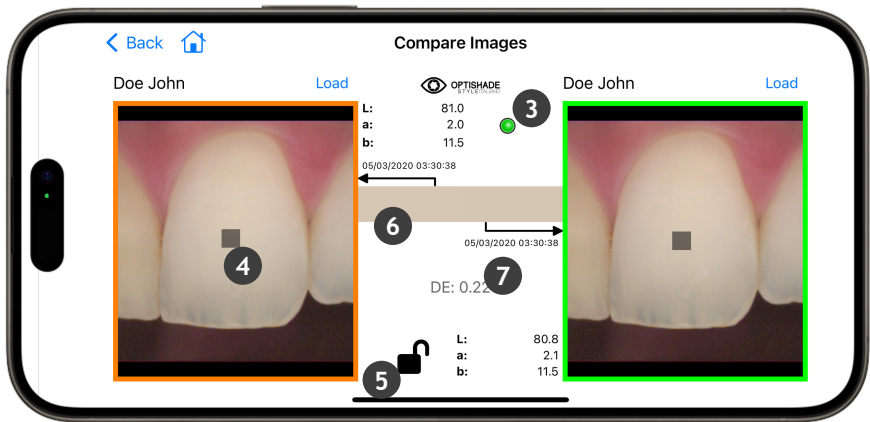 Back
Compare Images
Doe John
Load
OPTISHADE
STYLEITALIANO
L: 81.0
a: 2.0
b: 11.5
3
05/03/2020 03:30:38
6
4
05/03/2020 03:30:38
7
DE: 0.22
5
L: 80.8
a: 2.1
b: 11.5
Doe John
Load